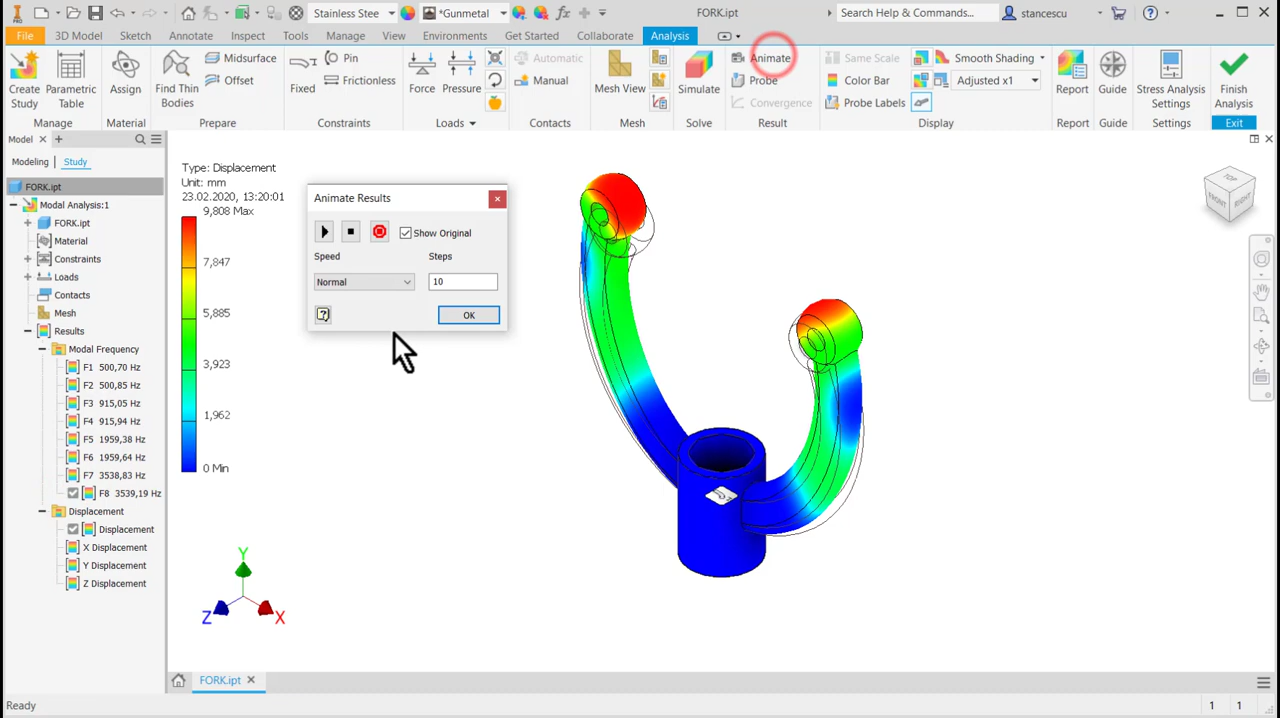 PRO
Stainless Steel
*Gunmetal
FORK.ipt
Search Help & Commands...
stancescu
File
3D Model
Sketch
Annotate
Inspect
Tools
Manage
View
Environments
Get Started
Collaborate
Analysis
Create
Study
Parametric
Table
Manage
Assign
Material
Find Thin
Bodies
Midsurface
Offset
Prepare
Fixed
Pin
Frictionless
Constraints
Force
Pressure
Loads
Automatic
Manual
Contacts
Mesh View
Mesh
Simulate
Solve
Animate
Probe
Convergence
Result
Same Scale
Color Bar
Probe Labels
Smooth Shading
Adjusted x1
Display
Report
Report
Guide
Guide
Stress Analysis
Settings
Settings
Finish
Analysis
Exit
Model
Modeling
Study
FORK.ipt
Modal Analysis:1
FORK.ipt
Material
Constraints
Loads
Contacts
Mesh
Results
Modal Frequency
F1 500,70 Hz
F2 500,85 Hz
F3 915,05 Hz
F4 915,94 Hz
F5 1959,38 Hz
F6 1959,64 Hz
F7 3538,83 Hz
F8 3539,19 Hz
Displacement
Displacement
X Displacement
Y Displacement
Z Displacement
Type: Displacement
Unit: mm
23.02.2020, 13:20:01
9,808 Max
7,847
5,885
3,923
1,962
0 Min
Animate Results
Show Original
Speed
Steps
Normal
10
OK
TOP
FRONT
RIGHT
Y
Z
X
FORK.ipt
Ready
1
1